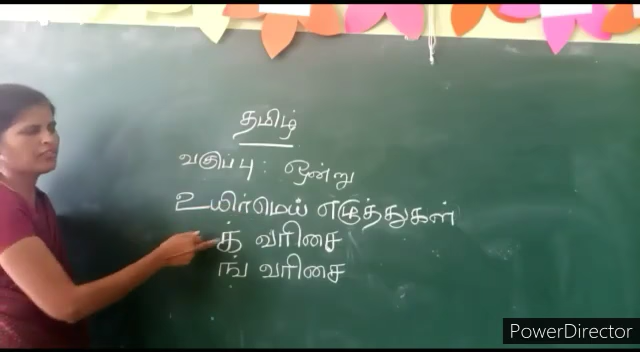 தமிழ்
வகுப்பு : ஒன்று
உயிர்மெய் எழுத்துகள்
க் வரிசை
ங் வரிசை
PowerDirector